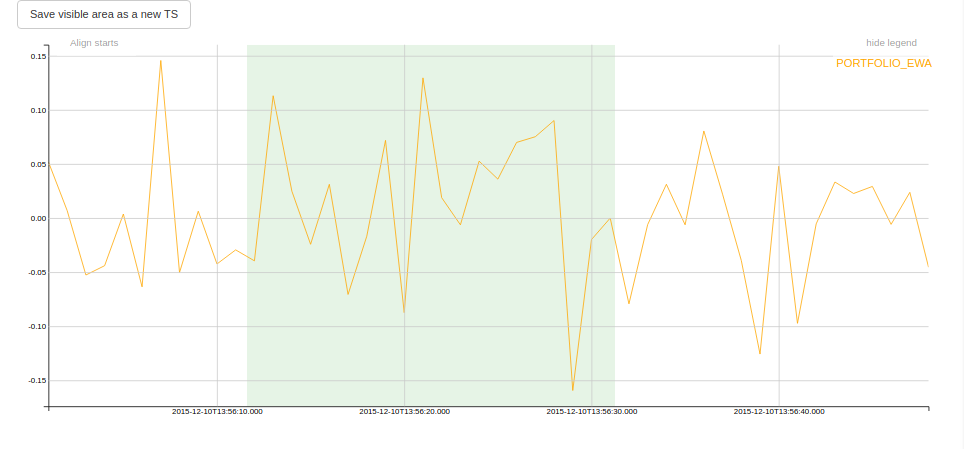 Save visible area as a new TS
Align starts
hide legend
PORTFOLIO_EWA
0.15
0.10
0.05
0.00
-0.05
-0.10
-0.15
2015-12-10T13:56:10.000
2015-12-10T13:56:20.000
2015-12-10T13:56:30.000
2015-12-10T13:56:40.000